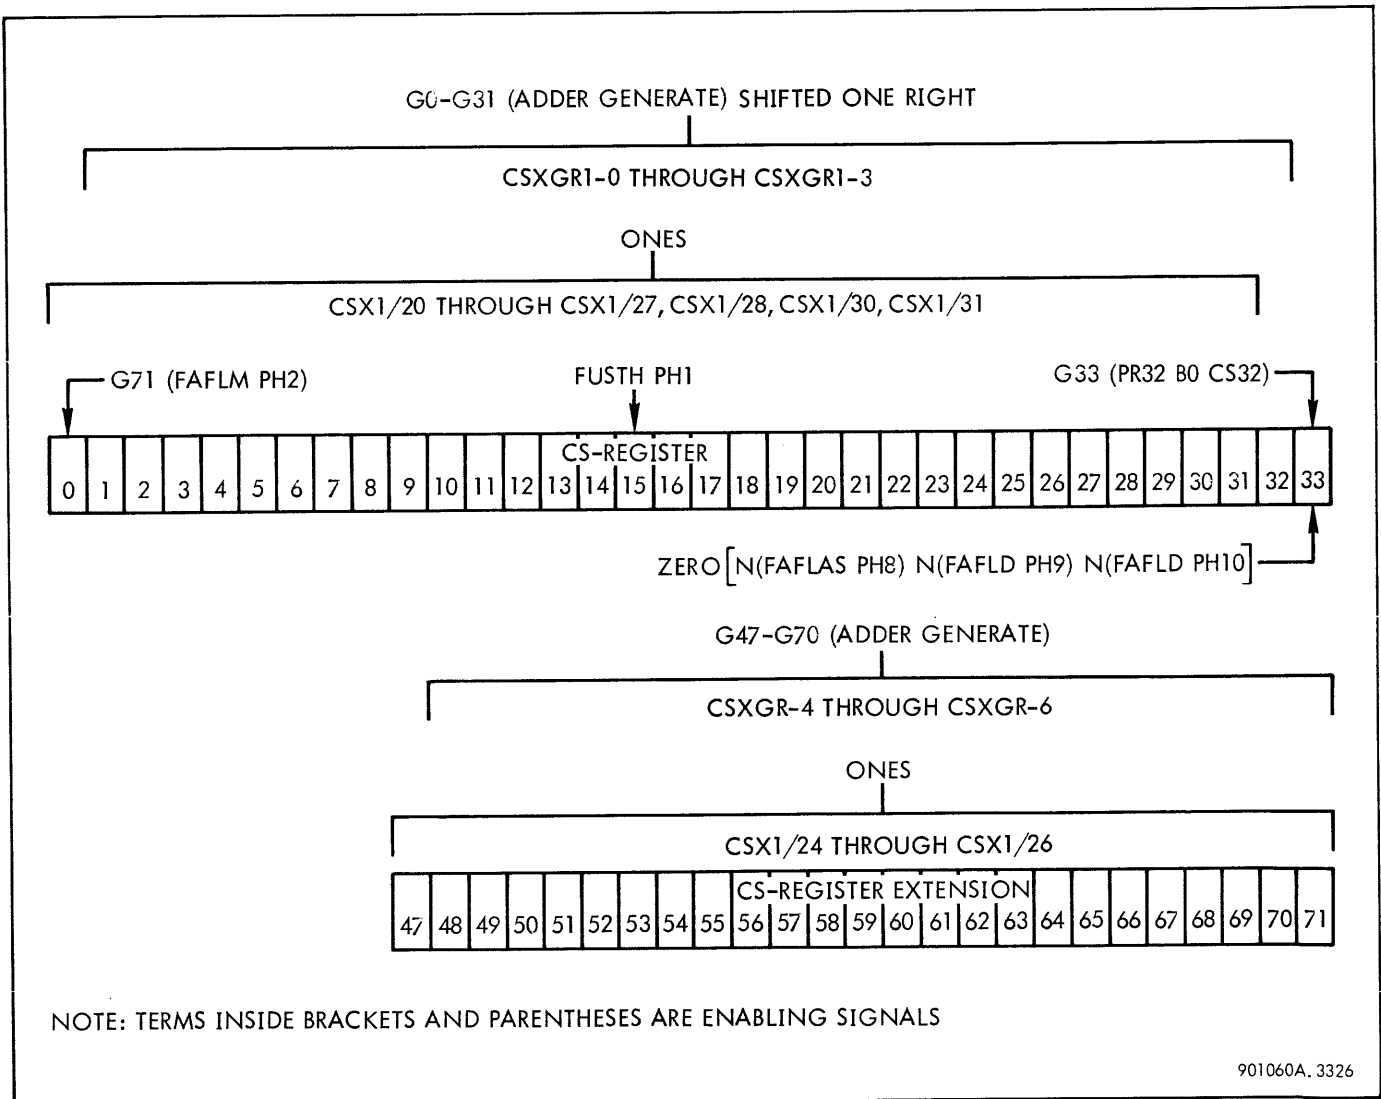 G0-G31 (ADDER GENERATE) SHIFTED ONE RIGHT
CSXGR1-0 THROUGH CSXGR1-3
ONES
CSX1/20 THROUGH CSX1/27, CSX1/28, CSX1/30, CSX1/31
G71 (FAFLM PH2) FUSTH PH1 G33 (PR32 B0 CS32)
CS-REGISTER
0 1 2 3 4 5 6 7 8 9 10 11 12 13 14 15 16 17 18 19 20 21 22 23 24 25 26 27 28 29 30 31 32 33
ZERO [N(FAFLAS PH8) N(FAFLD PH9) N(FAFLD PH10]
G47-G70 (ADDER GENERATE)
CSXGR-4 THROUGH CSXGR-6
ONES
CSX1/24 THROUGH CSX1/26
CS-REGISTER EXTENSION
47 48 49 50 51 52 53 54 55 56 57 58 59 60 61 62 63 64 65 66 67 68 69 70 71
NOTE: TERMS INSIDE BRACKETS AND PARENTHESES ARE ENABLING SIGNALS
901060A. 3326